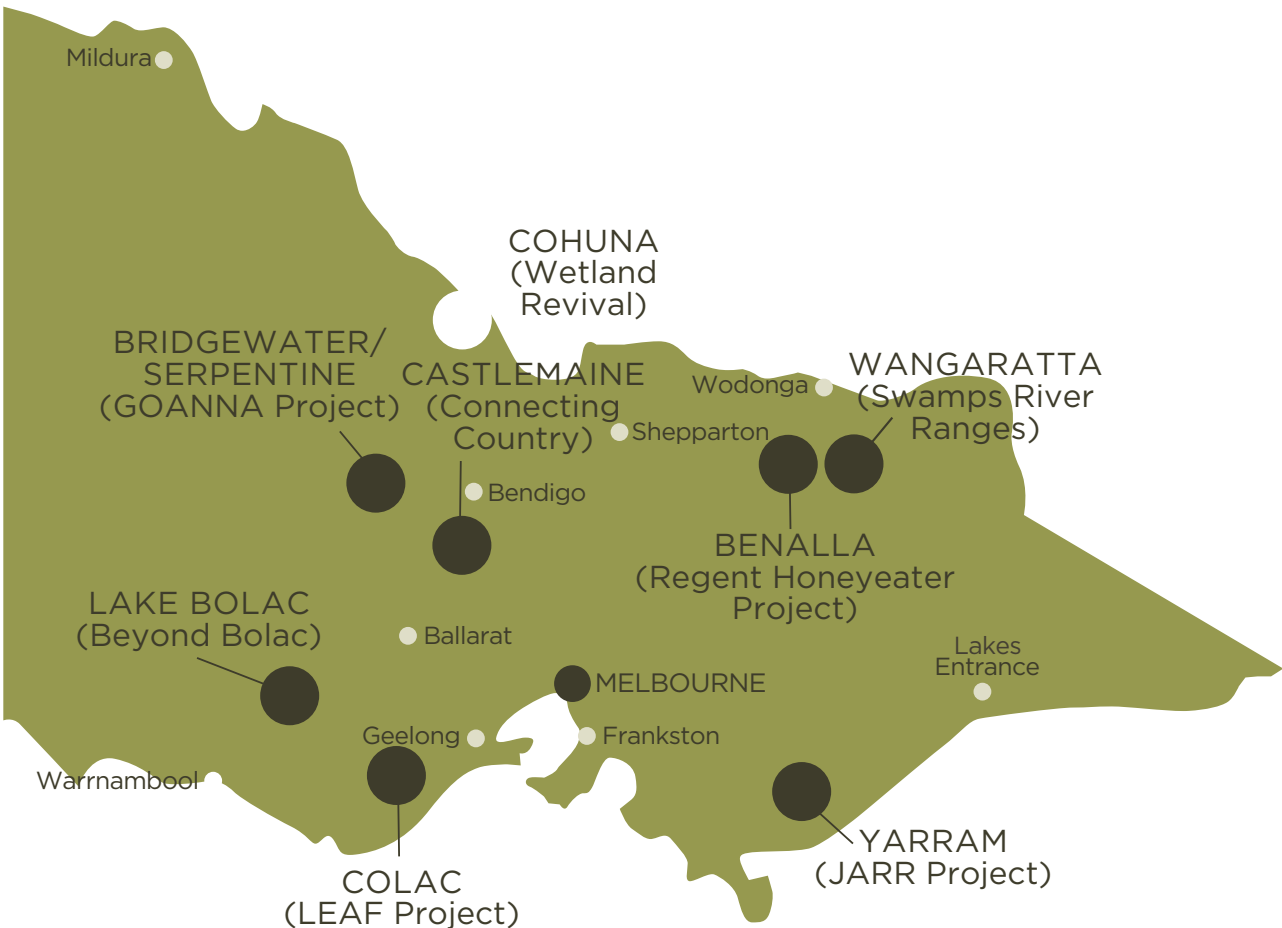 Mildura
COHUNA
(Wetland
Revival)
BRIDGEWATER/
SERPENTINE
(GOANNA Project)
CASTLEMAINE
(Connecting
Country)
Wodonga
WANGARATTA
(Swamps River
Ranges)
Shepparton
Bendigo
BENALLA
(Regent Honeyeater
Project)
LAKE BOLAC
(Beyond Bolac)
Ballarat
Lakes
Entrance
MELBOURNE
Geelong
Frankston
Warrnambool
YARRAM
(JARR Project)
COLAC
(LEAF Project)